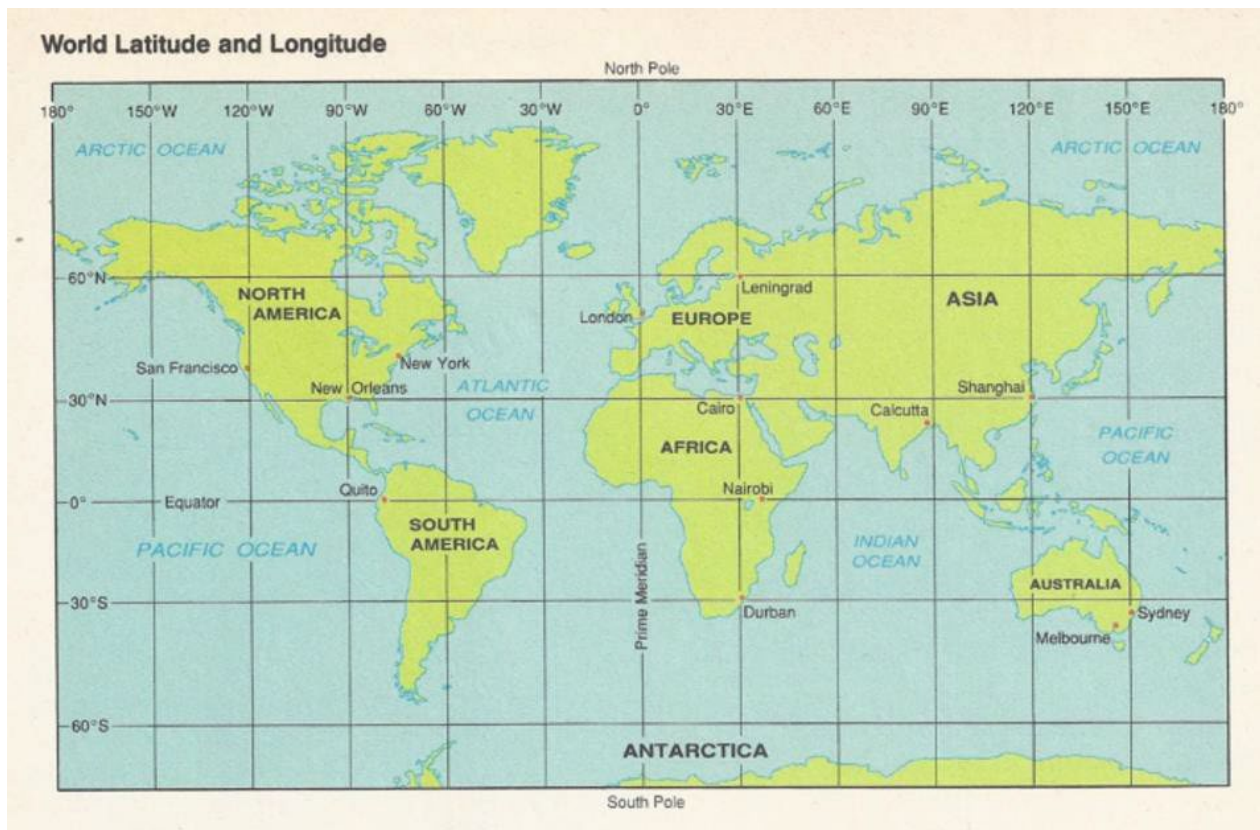 World Latitude and Longitude
North Pole
180° 150°W 120°W 90°W 60°W 30°W 0° 30°E 60°E 90°E 120°E 150°E 180°
ARCTIC OCEAN
ARCTIC OCEAN
60°N
Leningrad
NORTH
AMERICA
ASIA
London
EUROPE
San Francisco
New York
New Orleans
ATLANTIC
OCEAN
Shanghai
30°N
Cairo
Calcutta
PACIFIC
OCEAN
AFRICA
Quito
Nairobi
0°
Equator
SOUTH
AMERICA
PACIFIC OCEAN
INDIAN
OCEAN
Prime Meridian
AUSTRALIA
30°S
Durban
Sydney
Melbourne
60°S
ANTARCTICA
South Pole